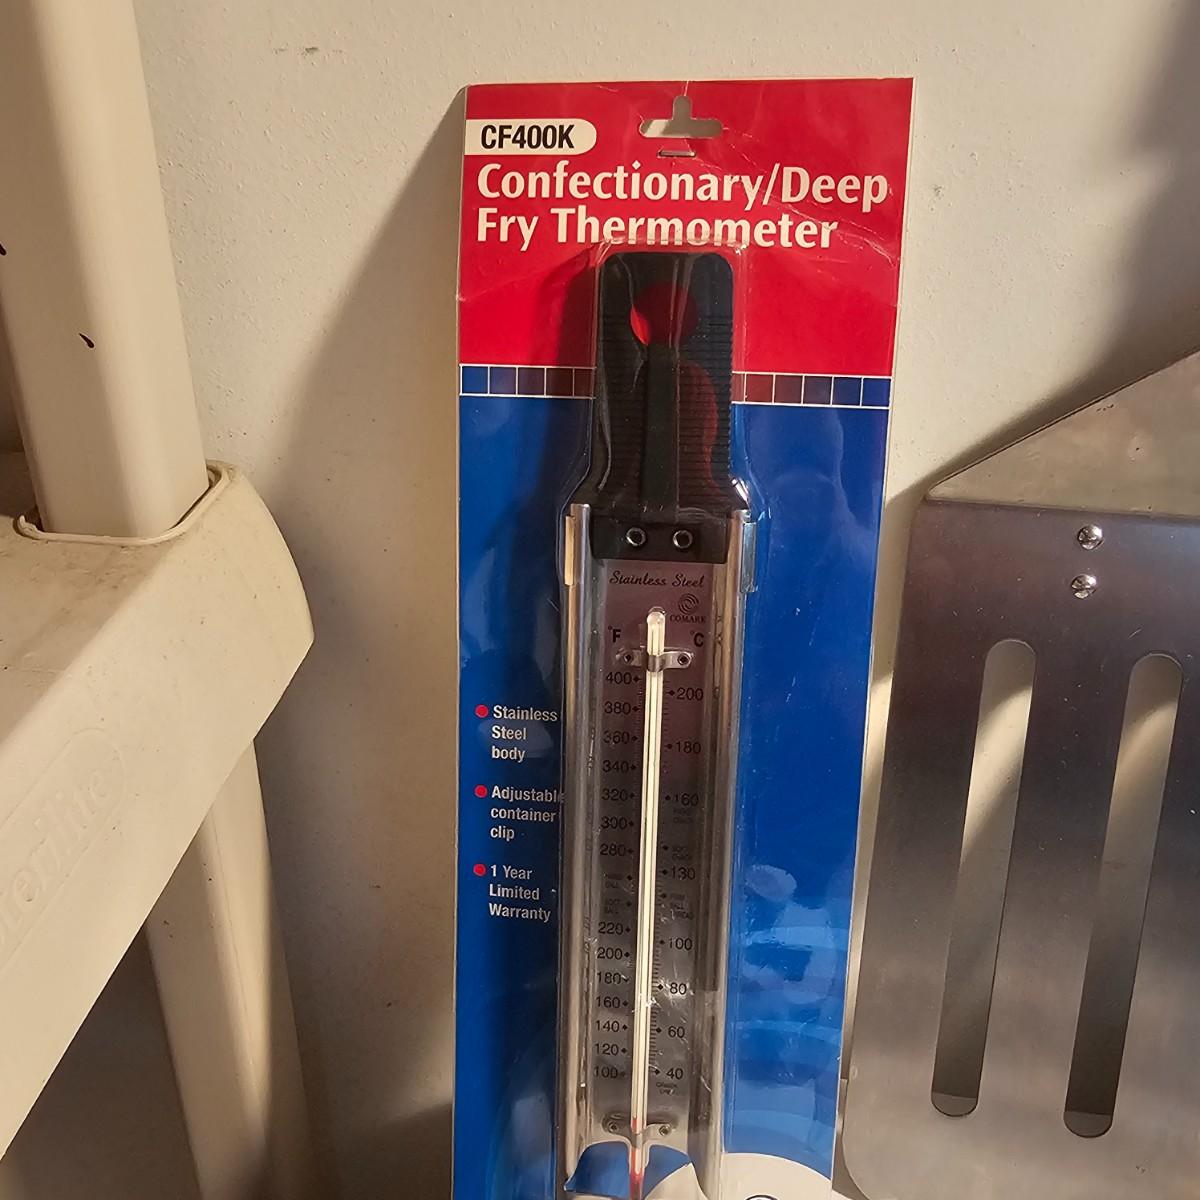 CF400K
Confectionary/Deep
Fry Thermometer
Stainless Steel
COMARK
°F °C
400
200
380
360
180
340
320
160
300
280
130
220
100
200
180
80
160
140
60
120
100
40
Stainless
Steel
body
Adjustable
container
clip
1 Year
Limited
Warranty